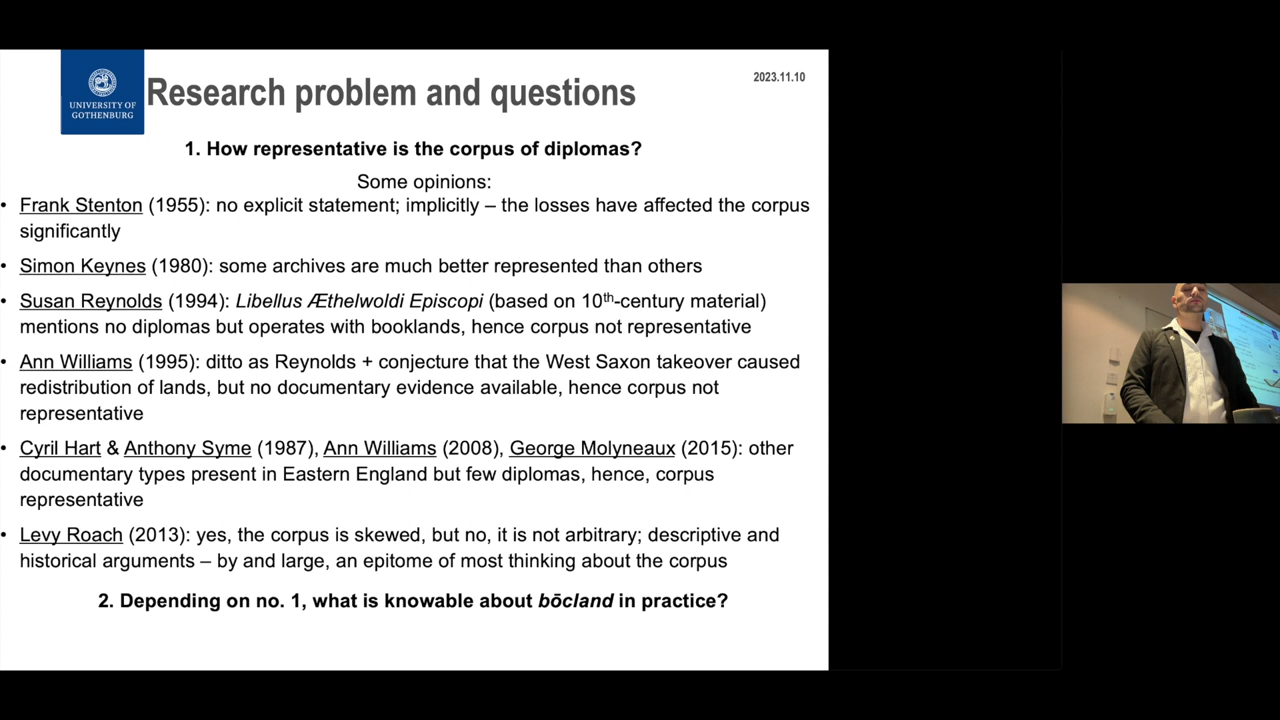 UNIVERSITY OF
GOTHENBURG
Research problem and questions
2023.11.10
1. How representative is the corpus of diplomas?
Some opinions:
• Frank Stenton (1955): no explicit statement; implicitly – the losses have affected the corpus
significantly
• Simon Keynes (1980): some archives are much better represented than others
• Susan Reynolds (1994): Libellus Æthelwoldi Episcopi (based on 10th-century material)
mentions no diplomas but operates with booklands, hence corpus not representative
• Ann Williams (1995): ditto as Reynolds + conjecture that the West Saxon takeover caused
redistribution of lands, but no documentary evidence available, hence corpus not
representative
• Cyril Hart & Anthony Syme (1987), Ann Williams (2008), George Molyneaux (2015): other
documentary types present in Eastern England but few diplomas, hence, corpus
representative
• Levy Roach (2013): yes, the corpus is skewed, but no, it is not arbitrary; descriptive and
historical arguments – by and large, an epitome of most thinking about the corpus
2. Depending on no. 1, what is knowable about bōcland in practice?